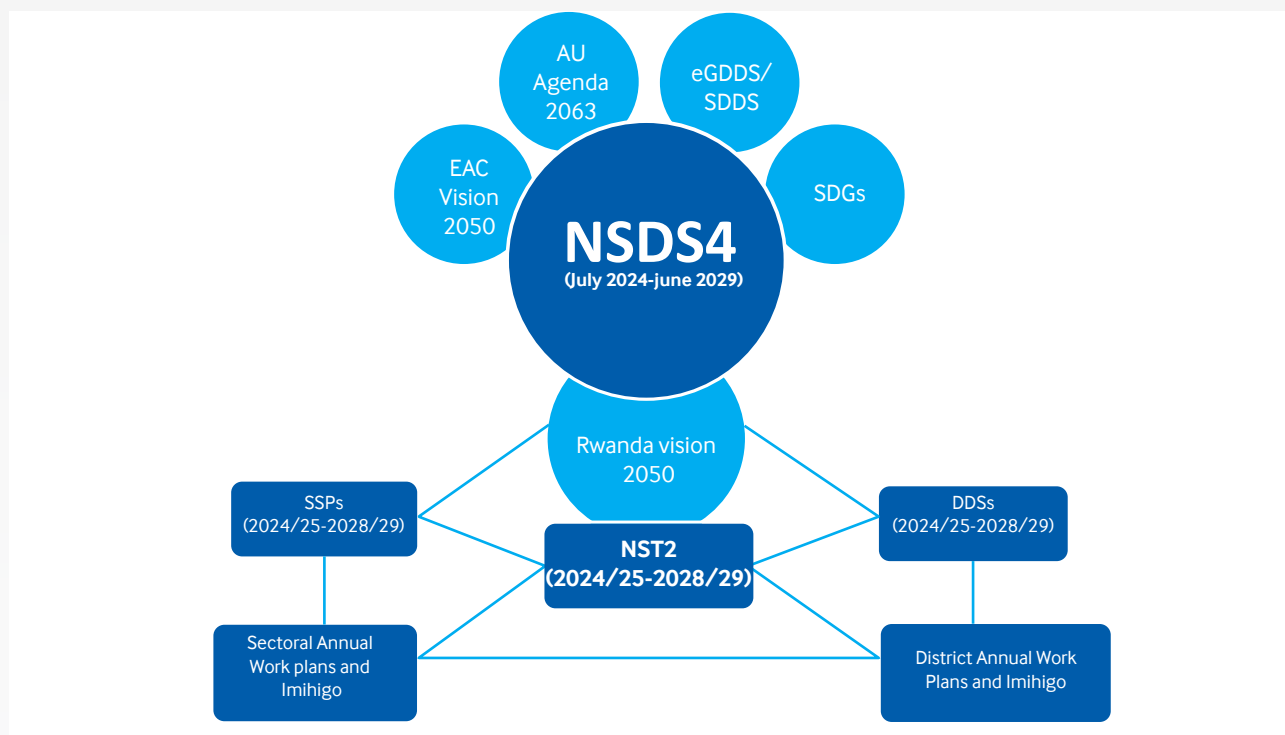 AU
Agenda
2063
eGDDS/
SDDS
EAC
Vision
2050
SDGs
NSDS4
(July 2024-june 2029)
Rwanda vision
2050
SSPs
(2024/25-2028/29)
DDSs
(2024/25-2028/29)
NST2
(2024/25-2028/29)
Sectoral Annual
Work plans and
Imihigo
District Annual Work
Plans and Imihigo